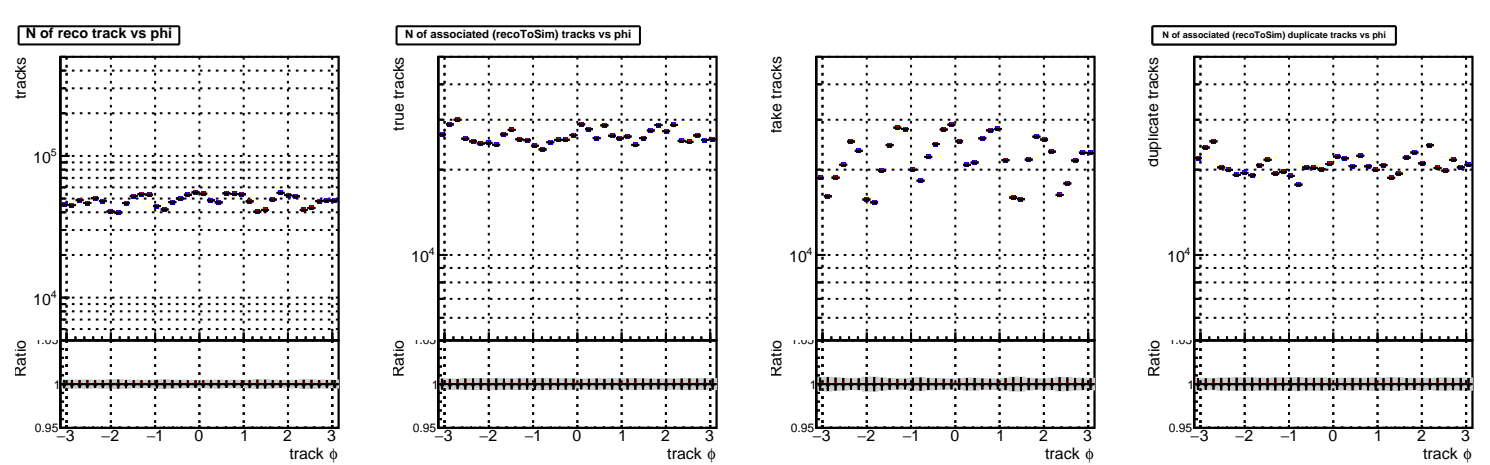 N of reco track vs phi
tracks
10^5
10^4
Ratio
1
0.95
−3 −2 −1 0 1 2 3
track ϕ
N of associated (recoToSim) tracks vs phi
true tracks
10^4
Ratio
1
0.95
−3 −2 −1 0 1 2 3
track ϕ
fake tracks
10^4
Ratio
1
0.95
−3 −2 −1 0 1 2 3
track ϕ
N of associated (recoToSim) duplicate tracks vs phi
duplicate tracks
10^4
Ratio
1
0.95
−3 −2 −1 0 1 2 3
track ϕ